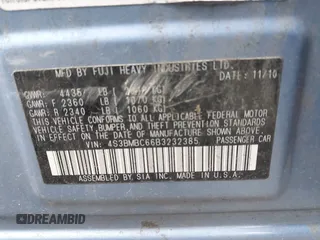 MFD BY FUJI HEAVY INDUSTRIES LTD.
DATE: 11/10
GVWR: 4435 LB KG
GAWR: F 2360 LB 1070 KG
GAWR: R 2340 LB 1060 KG
THIS VEHICLE CONFORMS TO ALL APPLICABLE FEDERAL MOTOR
VEHICLE SAFETY, BUMPER AND THEFT PREVENTION STANDARDS
IN EFFECT ON THE DATE OF MANUFACTURE SHOWN ABOVE.
VIN: 4S3BMBC66B3232385 PASSENGER CAR
ASSEMBLED BY SIA INC. MADE IN U.S.A.
DREAMBID